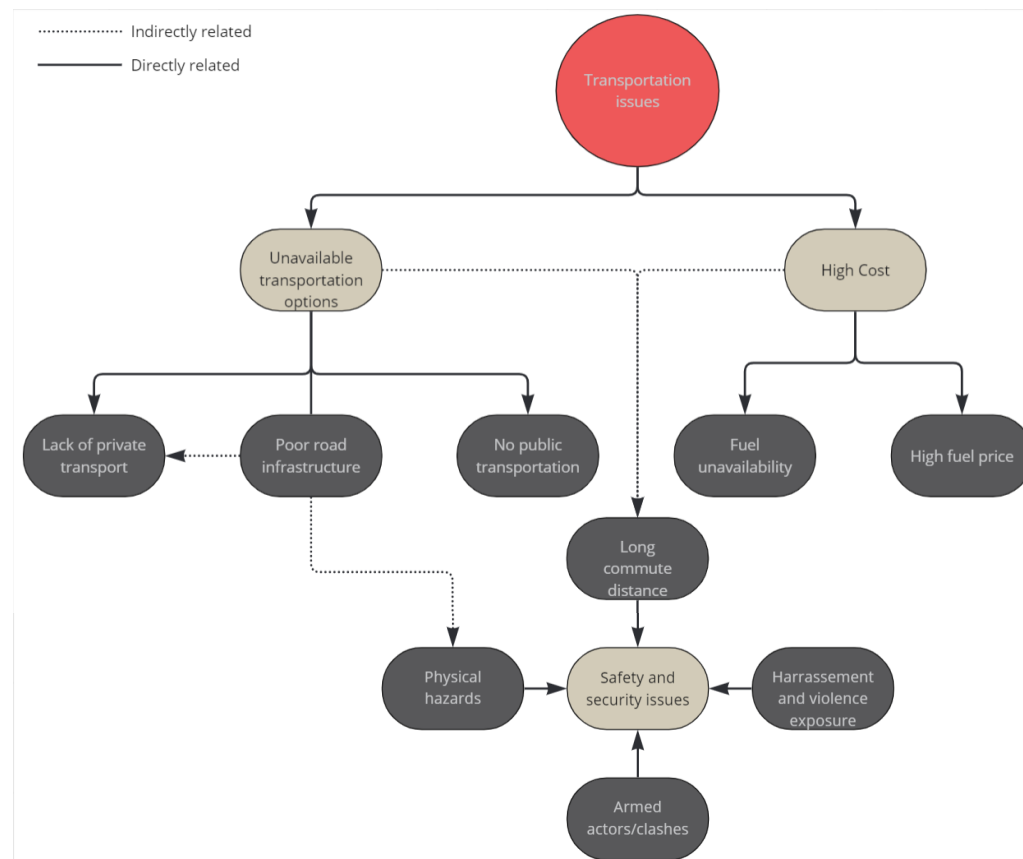 Indirectly related
Directly related
Transportation
issues
Unavailable
transportation
options
High Cost
Lack of private
transport
Poor road
infrastructure
No public
transportation
Fuel
unavailability
High fuel price
Long
commute
distance
Physical
hazards
Safety and
security issues
Harrassement
and violence
exposure
Armed
actors/clashes